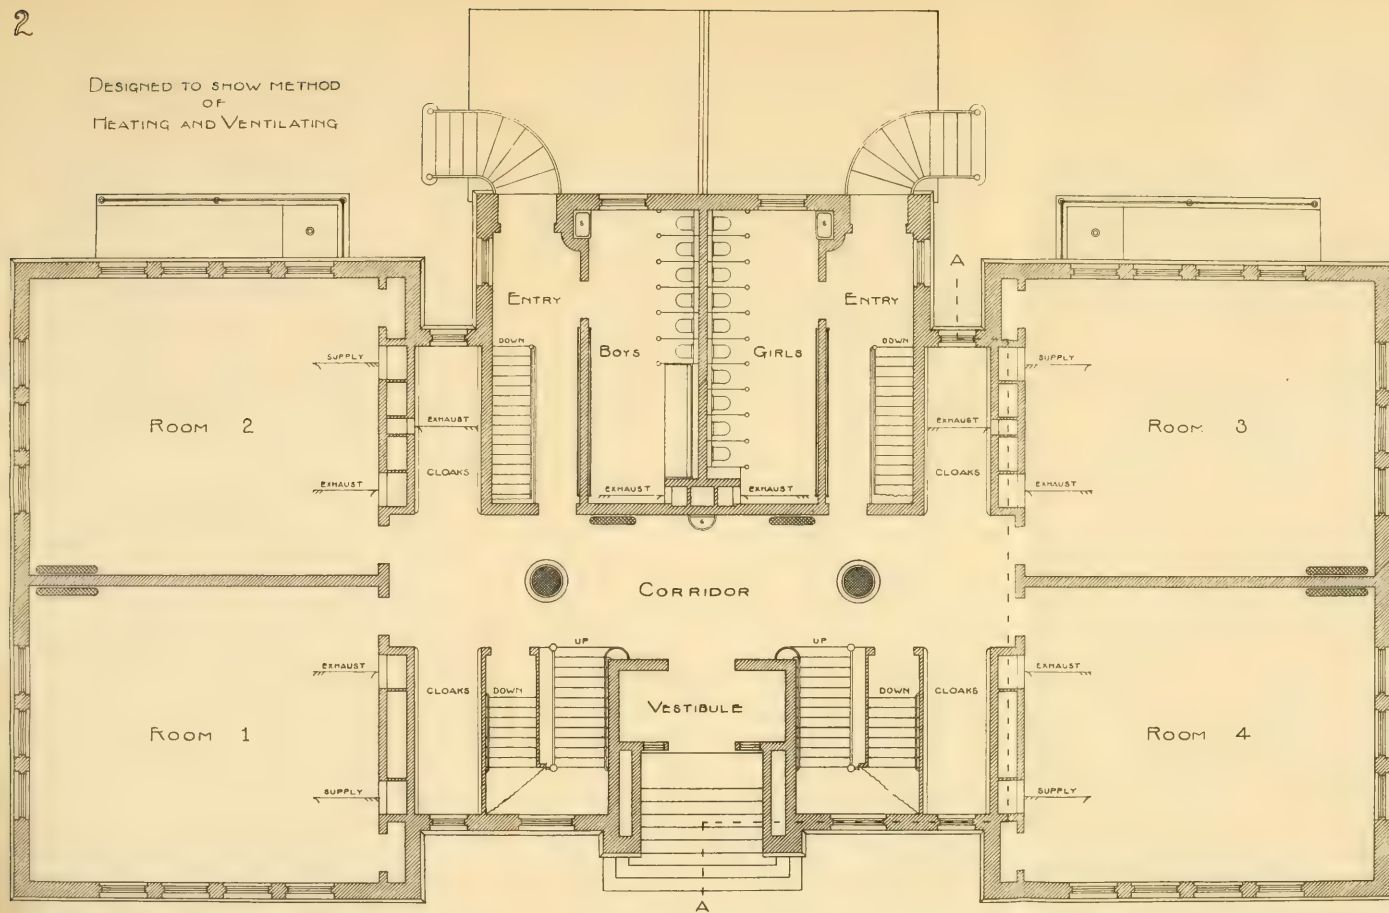 2
DESIGNED TO SHOW METHOD
OF
HEATING AND VENTILATING
A
ENTRY
ENTRY
DOWN
BOYS
GIRLS
DOWN
S
S
SUPPLY
SUPPLY
ROOM 2
EXHAUST
EXHAUST
ROOM 3
CLOAKS
CLOAKS
EXHAUST
EXHAUST
EXHAUST
EXHAUST
S
CORRIDOR
UP
UP
EXHAUST
EXHAUST
CLOAKS
DOWN
DOWN
CLOAKS
VESTIBULE
ROOM 1
ROOM 4
SUPPLY
SUPPLY
A